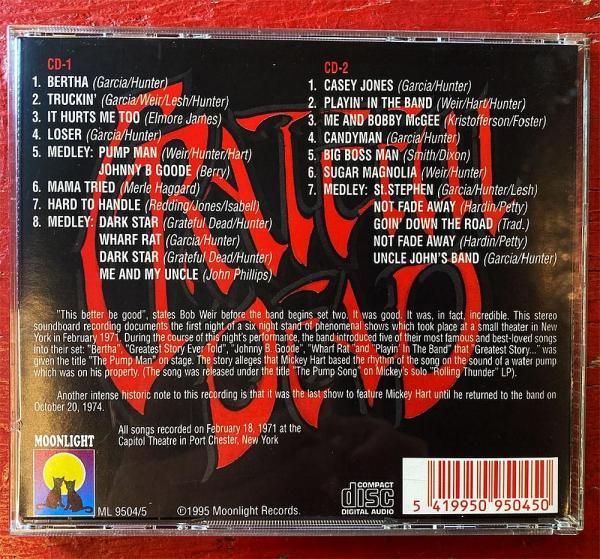 CD-1
1. BERTHA (Garcia/Hunter)
2. TRUCKIN' (Garcia/Weir/Lesh/Hunter)
3. IT HURTS ME TOO (Elmore James)
4. LOSER (Garcia/Hunter)
5. MEDLEY: PUMP MAN (Weir/Hunter/Hart)
JOHNNY B GOODE (Berry)
6. MAMA TRIED (Merle Haggard)
7. HARD TO HANDLE (Redding/Jones/Isabell)
8. MEDLEY: DARK STAR (Grateful Dead/Hunter)
WHARF RAT (Garcia/Hunter)
DARK STAR (Grateful Dead/Hunter)
ME AND MY UNCLE (John Phillips)
CD-2
1. CASEY JONES (Garcia/Hunter)
2. PLAYIN' IN THE BAND (Weir/Hart/Hunter)
3. ME AND BOBBY McGEE (Kristofferson/Foster)
4. CANDYMAN (Garcia/Hunter)
5. BIG BOSS MAN (Smith/Dixon)
6. SUGAR MAGNOLIA (Weir/Hunter)
7. MEDLEY: St.STEPHEN (Garcia/Hunter/Lesh)
NOT FADE AWAY (Hardin/Petty)
GOIN' DOWN THE ROAD (Trad.)
NOT FADE AWAY (Hardin/Petty)
UNCLE JOHN'S BAND (Garcia/Hunter)
"This better be good", states Bob Weir before the band begins set two. It was good. It was, in fact, incredible. This stereo
soundboard recording documents the first night of a six night stand of phenomenal shows which took place at a small theater in New
York in February 1971. During the course of this night's performance, the band introduced five of their most famous and best-loved songs
into their set: "Bertha", "Greatest Story Ever Told", "Johnny B. Goode", "Wharf Rat" and "Playin' In The Band" that "Greatest Story..." was
given the title "The Pump Man" on stage. The story alleges that Mickey Hart based the rhythm of the song on the sound of a water pump
which was on his property. (The song was released under the title "The Pump Song" on Mickey's solo "Rolling Thunder" LP).
Another intense historic note to this recording is that it was the last show to feature Mickey Hart until he returned to the band on
October 20, 1974.
All songs recorded on February 18, 1971 at the
Capitol Theatre in Port Chester, New York
MOONLIGHT
ML 9504/5
©1995 Moonlight Records.
COMPACT
disc
DIGITAL AUDIO
5 419950 950450